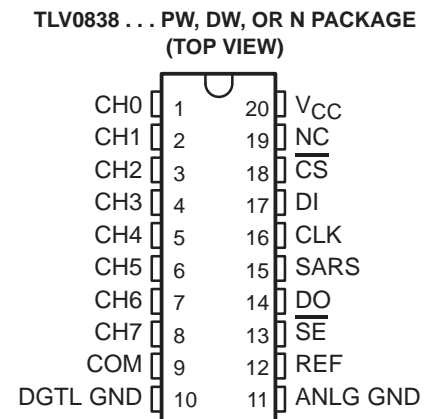 TLV0838 . . . PW, DW, OR N PACKAGE
(TOP VIEW)
CH0 1 20 VCC
CH1 2 19 NC
CH2 3 18 CS
CH3 4 17 DI
CH4 5 16 CLK
CH5 6 15 SARS
CH6 7 14 DO
CH7 8 13 SE
COM 9 12 REF
DGTL GND 10 11 ANLG GND